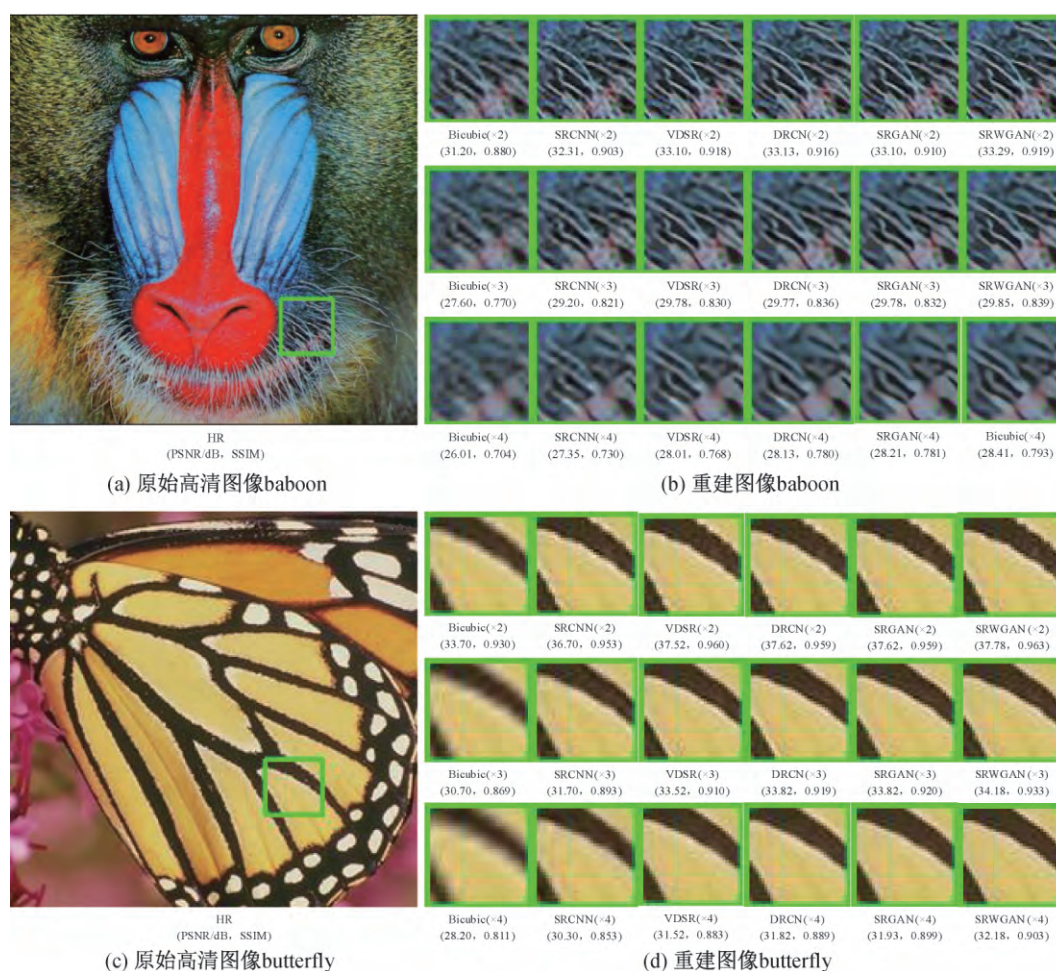 Bicubic(×2) SRCNN(×2) VDSR(×2) DRCN(×2) SRGAN(×2) SRWGAN(×2)
(31.20，0.880) (32.31，0.903) (33.10，0.918) (33.13，0.916) (33.10，0.910) (33.29，0.919)
Bicubic(×3) SRCNN(×3) VDSR(×3) DRCN(×3) SRGAN(×3) SRWGAN(×3)
(27.60，0.770) (29.20，0.821) (29.78，0.830) (29.77，0.836) (29.78，0.832) (29.85，0.839)
HR
(PSNR/dB，SSIM)
Bicubic(×4) SRCNN(×4) VDSR(×4) DRCN(×4) SRGAN(×4) Bicubic(×4)
(26.01，0.704) (27.35，0.730) (28.01，0.768) (28.13，0.780) (28.21，0.781) (28.41，0.793)
(a) 原始高清图像baboon
(b) 重建图像baboon
Bicubic(×2) SRCNN(×2) VDSR(×2) DRCN(×2) SRGAN(×2) SRWGAN(×2)
(33.70，0.930) (36.70，0.953) (37.52，0.960) (37.62，0.959) (37.62，0.959) (37.78，0.963)
Bicubic(×3) SRCNN(×3) VDSR(×3) DRCN(×3) SRGAN(×3) SRWGAN(×3)
(30.70，0.869) (31.70，0.893) (33.52，0.910) (33.82，0.919) (33.82，0.920) (34.18，0.933)
HR
(PSNR/dB，SSIM)
Bicubic(×4) SRCNN(×4) VDSR(×4) DRCN(×4) SRGAN(×4) SRWGAN(×4)
(28.20，0.811) (30.30，0.853) (31.52，0.883) (31.82，0.889) (31.93，0.899) (32.18，0.903)
(c) 原始高清图像butterfly
(d) 重建图像butterfly